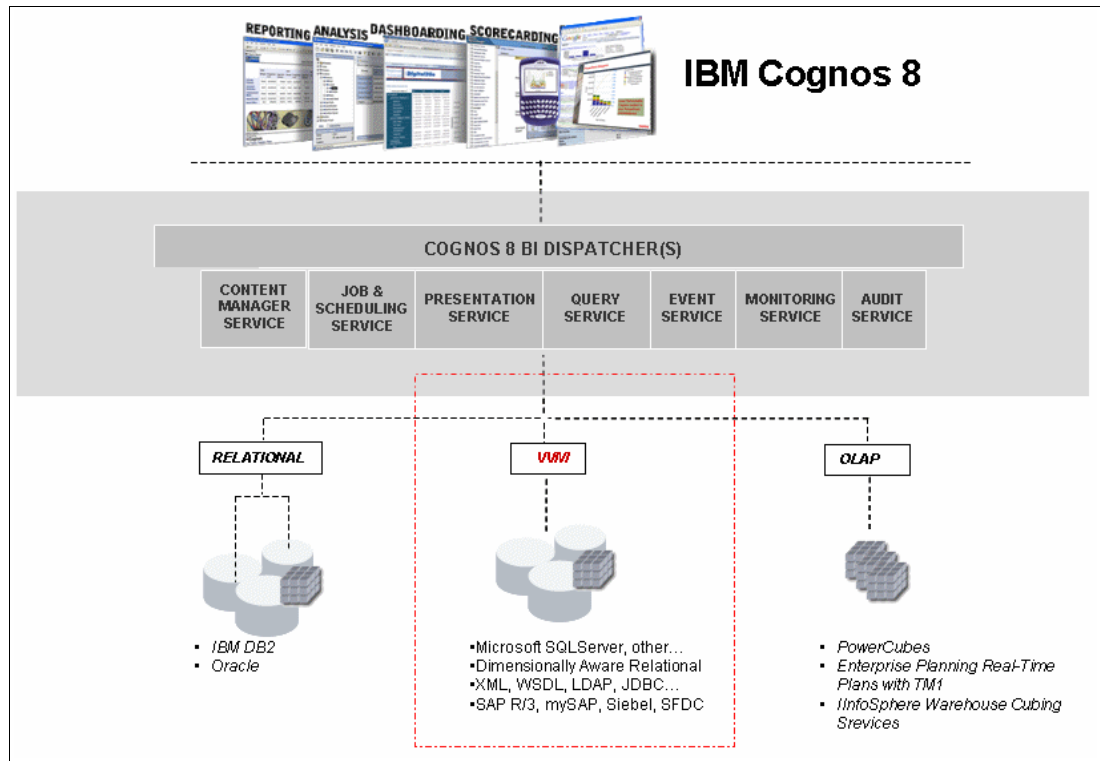 REPORTING ANALYSIS DASHBOARDING SCORECARDING
IBM Cognos 8
COGNOS 8 BI DISPATCHER(S)
CONTENT
MANAGER
SERVICE
JOB &
SCHEDULING
SERVICE
PRESENTATION
SERVICE
QUERY
SERVICE
EVENT
SERVICE
MONITORING
SERVICE
AUDIT
SERVICE
RELATIONAL
VVM
OLAP
▪ IBM DB2
▪ Oracle
▪Microsoft SQLServer, other…
▪Dimensionally Aware Relational
▪XML, WSDL, LDAP, JDBC…
▪SAP R/3, mySAP, Siebel, SFDC
▪ PowerCubes
▪ Enterprise Planning Real-Time
Plans with TM1
▪ IInfoSphere Warehouse Cubing
Srevices